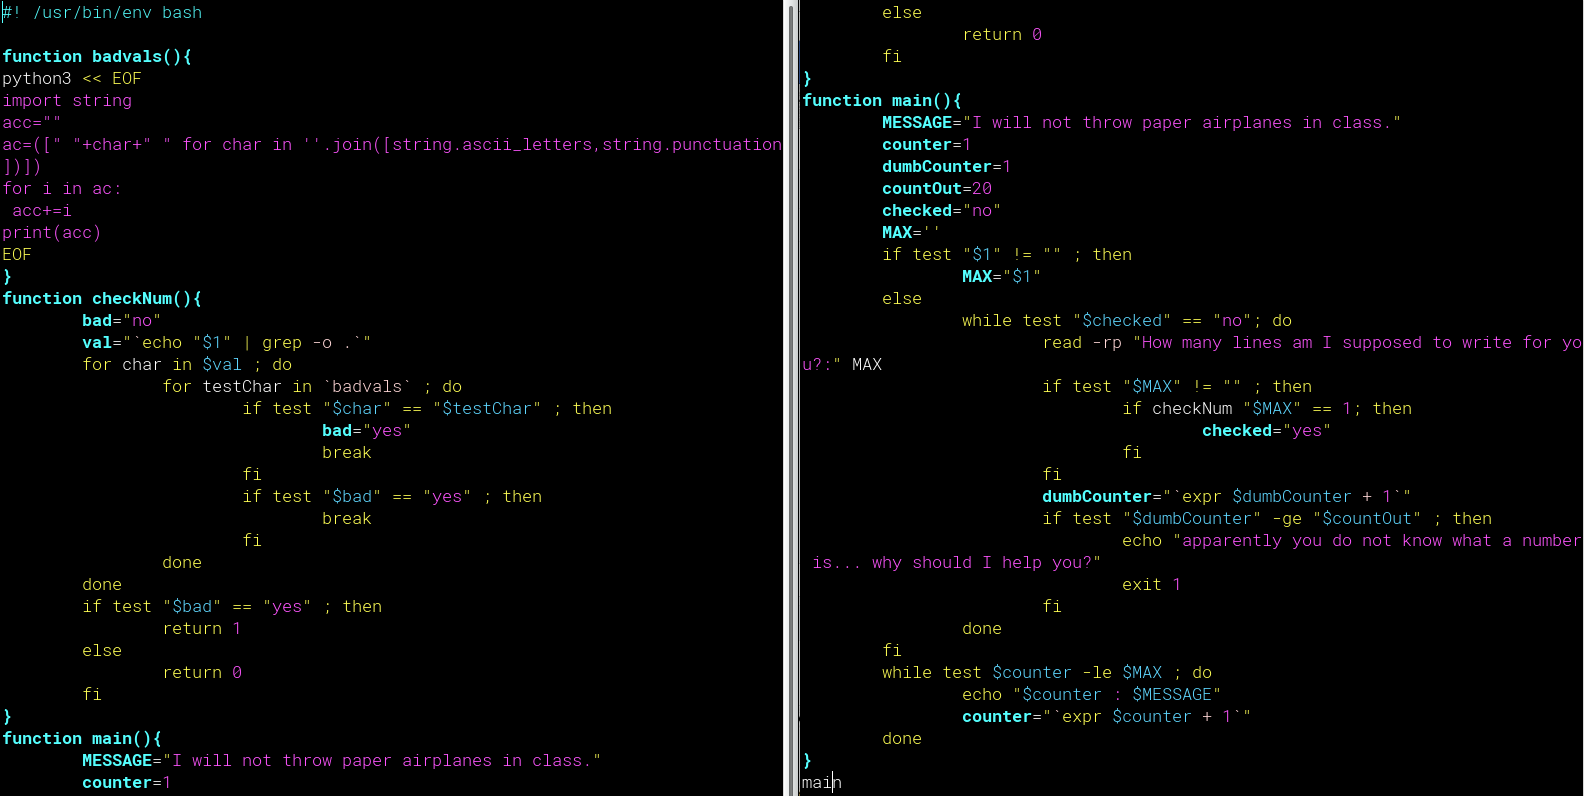 #! /usr/bin/env bash
function badvals(){
python3 << EOF
import string
acc=""
ac=([" "+char+" " for char in ''.join([string.ascii_letters,string.punctuation
])])
for i in ac:
 acc+=i
print(acc)
EOF
}
function checkNum(){
bad="no"
val="`echo "$1" | grep -o .`"
for char in $val ; do
for testChar in `badvals` ; do
if test "$char" == "$testChar" ; then
bad="yes"
break
fi
if test "$bad" == "yes" ; then
break
fi
done
done
if test "$bad" == "yes" ; then
return 1
else
return 0
fi
}
function main(){
MESSAGE="I will not throw paper airplanes in class."
counter=1
else
return 0
fi
}
function main(){
MESSAGE="I will not throw paper airplanes in class."
counter=1
dumbCounter=1
countOut=20
checked="no"
MAX=''
if test "$1" != "" ; then
MAX="$1"
else
while test "$checked" == "no"; do
read -rp "How many lines am I supposed to write for yo
u?:" MAX
if test "$MAX" != "" ; then
if checkNum "$MAX" == 1; then
checked="yes"
fi
fi
dumbCounter="`expr $dumbCounter + 1`"
if test "$dumbCounter" -ge "$countOut" ; then
echo "apparently you do not know what a number
 is... why should I help you?"
exit 1
fi
done
fi
while test $counter -le $MAX ; do
echo "$counter : $MESSAGE"
counter="`expr $counter + 1`"
done
}
main